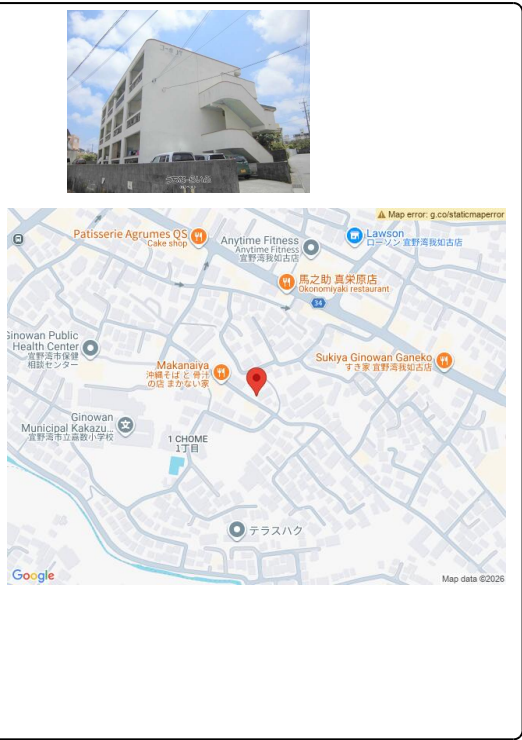 Map error: g.co/staticmaperror
Patisserie Agrumes QS
Cake shop
Anytime Fitness
Anytime Fitness
宜野湾我如古店
Lawson
ローソン 宜野湾我如古店
馬之助 真栄原店
Okonomiyaki restaurant
34
Ginowan Public
Health Center
宜野湾市保健
相談センター
Makanaiya
沖縄そば と 骨汁
の店 まかない家
Sukiya Ginowan Ganeko
すき家 宜野湾我如古店
Ginowan
Municipal Kakazu...
宜野湾市立嘉数小学校
1 CHOME
1丁目
テラスハク
Google
Map data ©2026